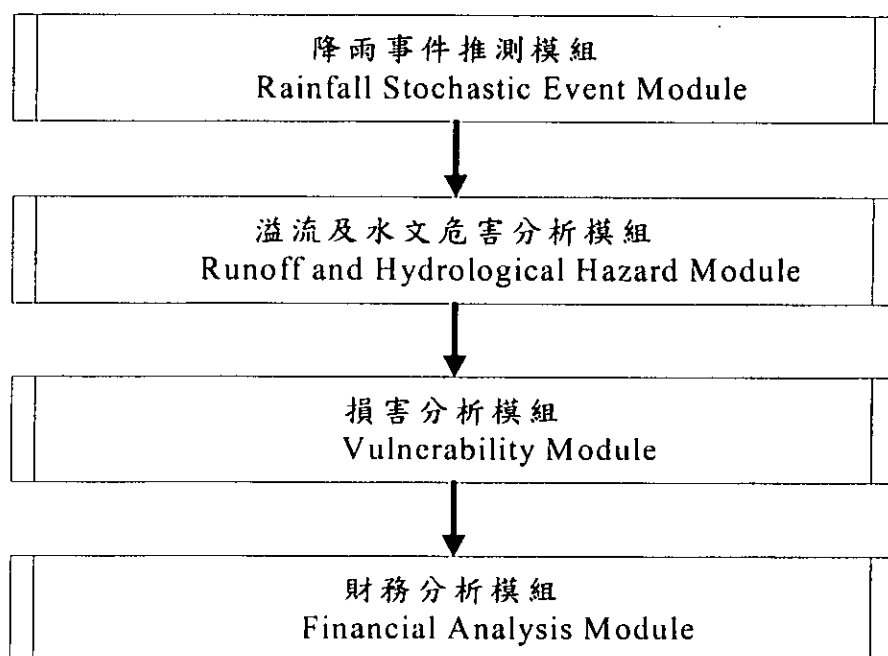 降雨事件推測模組
Rainfall Stochastic Event Module
溢流及水文危害分析模組
Runoff and Hydrological Hazard Module
損害分析模組
Vulnerability Module
財務分析模組
Financial Analysis Module